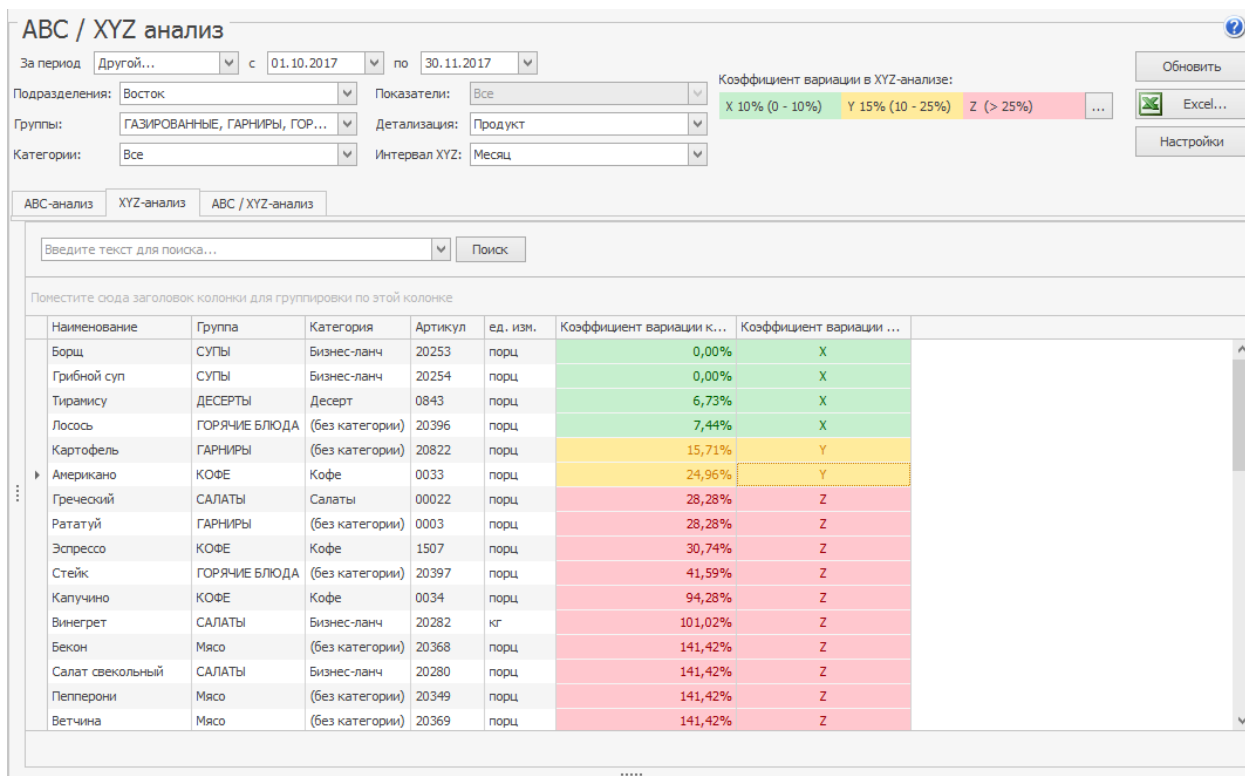 ABC / XYZ анализ
За период Другой... с 01.10.2017 по 30.11.2017
Подразделения: Восток Показатели: Все
Группы: ГАЗИРОВАННЫЕ, ГАРНИРЫ, ГОР... Детализация: Продукт
Категории: Все Интервал XYZ: Месяц
Коэффициент вариации в XYZ-анализе:
X 10% (0 - 10%) Y 15% (10 - 25%) Z (> 25%) ...
Обновить
Excel...
Настройки
ABC-анализ XYZ-анализ ABC / XYZ-анализ
Введите текст для поиска... Поиск
Поместите сюда заголовок колонки для группировки по этой колонке
Наименование Группа Категория Артикул ед. изм. Коэффициент вариации к... Коэффициент вариации ...
Борщ СУПЫ Бизнес-ланч 20253 порц 0,00% X
Грибной суп СУПЫ Бизнес-ланч 20254 порц 0,00% X
Тирамису ДЕСЕРТЫ Десерт 0843 порц 6,73% X
Лосось ГОРЯЧИЕ БЛЮДА (без категории) 20396 порц 7,44% X
Картофель ГАРНИРЫ (без категории) 20822 порц 15,71% Y
Американо КОФЕ Кофе 0033 порц 24,96% Y
Греческий САЛАТЫ Салаты 00022 порц 28,28% Z
Рататуй ГАРНИРЫ (без категории) 0003 порц 28,28% Z
Эспрессо КОФЕ Кофе 1507 порц 30,74% Z
Стейк ГОРЯЧИЕ БЛЮДА (без категории) 20397 порц 41,59% Z
Капучино КОФЕ Кофе 0034 порц 94,28% Z
Винегрет САЛАТЫ Бизнес-ланч 20282 кг 101,02% Z
Бекон Мясо (без категории) 20368 порц 141,42% Z
Салат свекольный САЛАТЫ Бизнес-ланч 20280 порц 141,42% Z
Пепперони Мясо (без категории) 20349 порц 141,42% Z
Ветчина Мясо (без категории) 20369 порц 141,42% Z